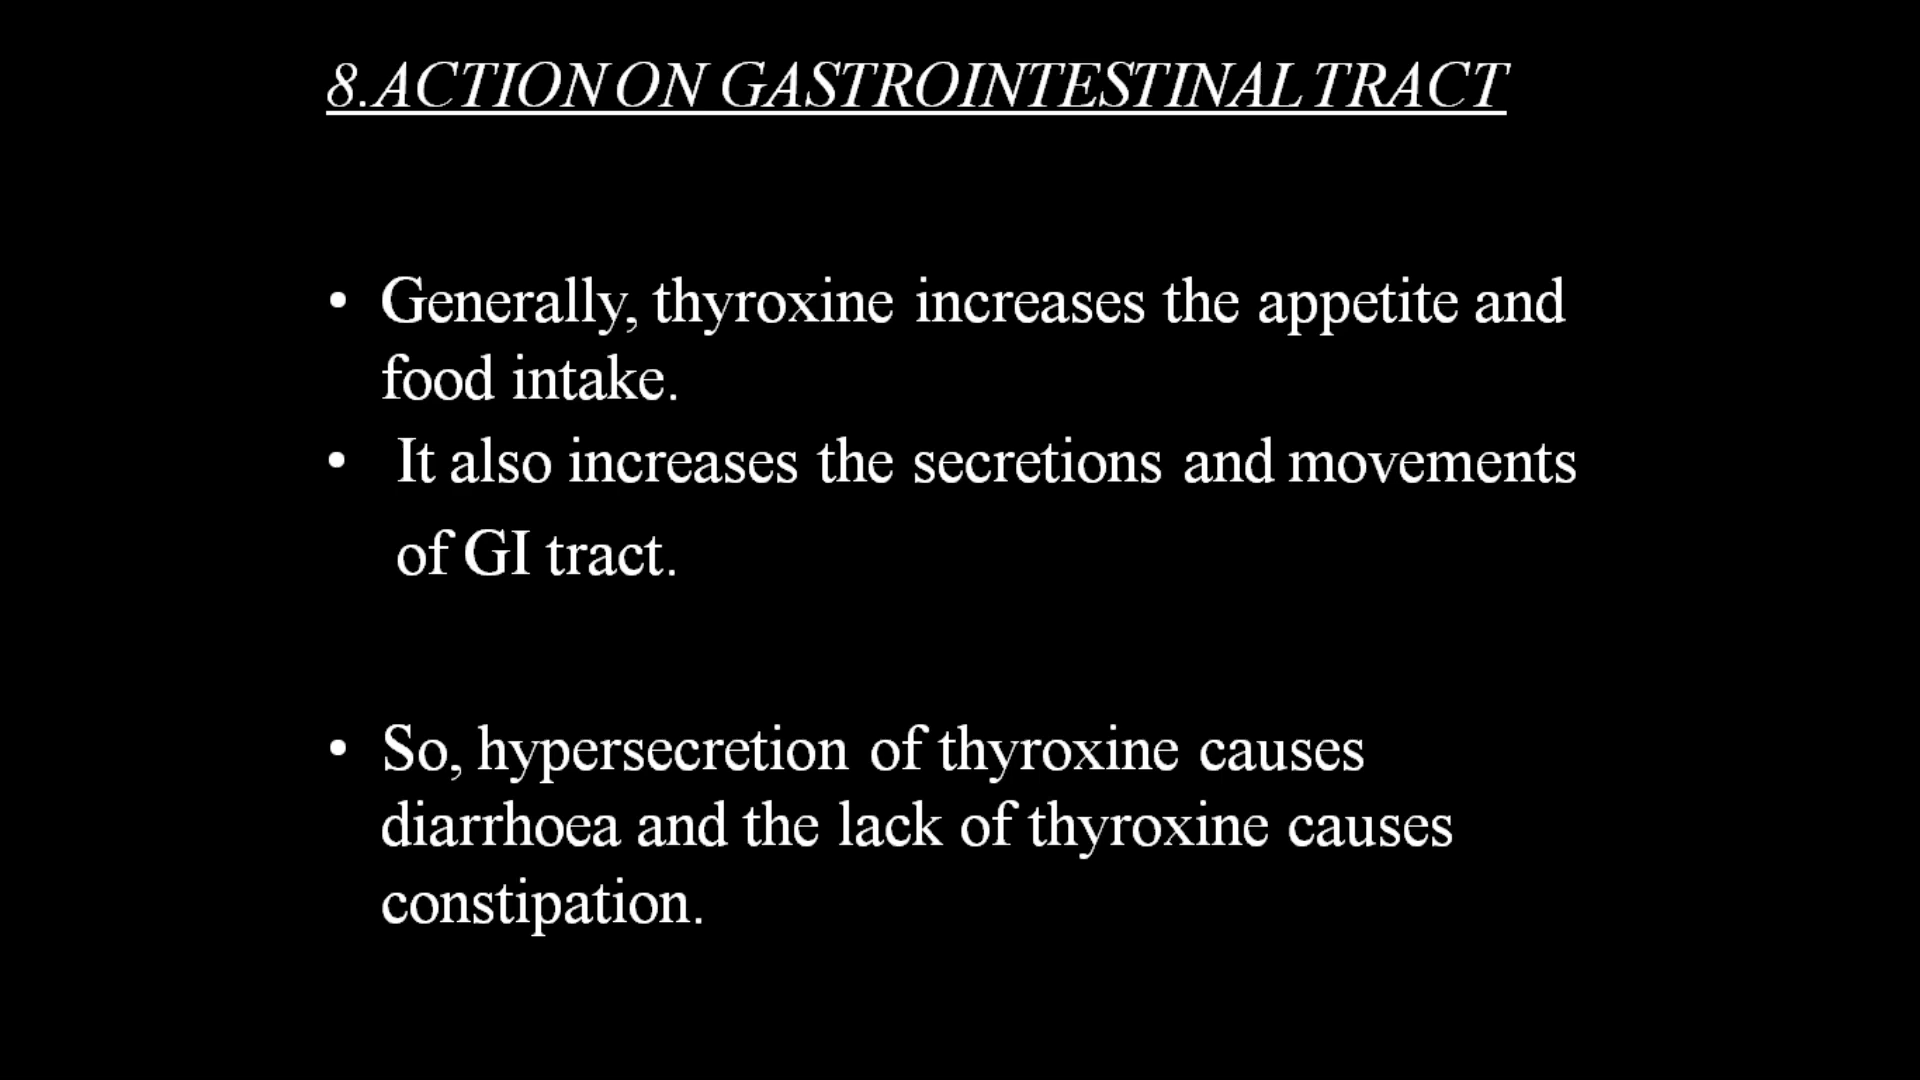 8.ACTION ON GASTROINTESTINAL TRACT
• Generally, thyroxine increases the appetite and
food intake.
• It also increases the secretions and movements
of GI tract.
• So, hypersecretion of thyroxine causes
diarrhoea and the lack of thyroxine causes
constipation.